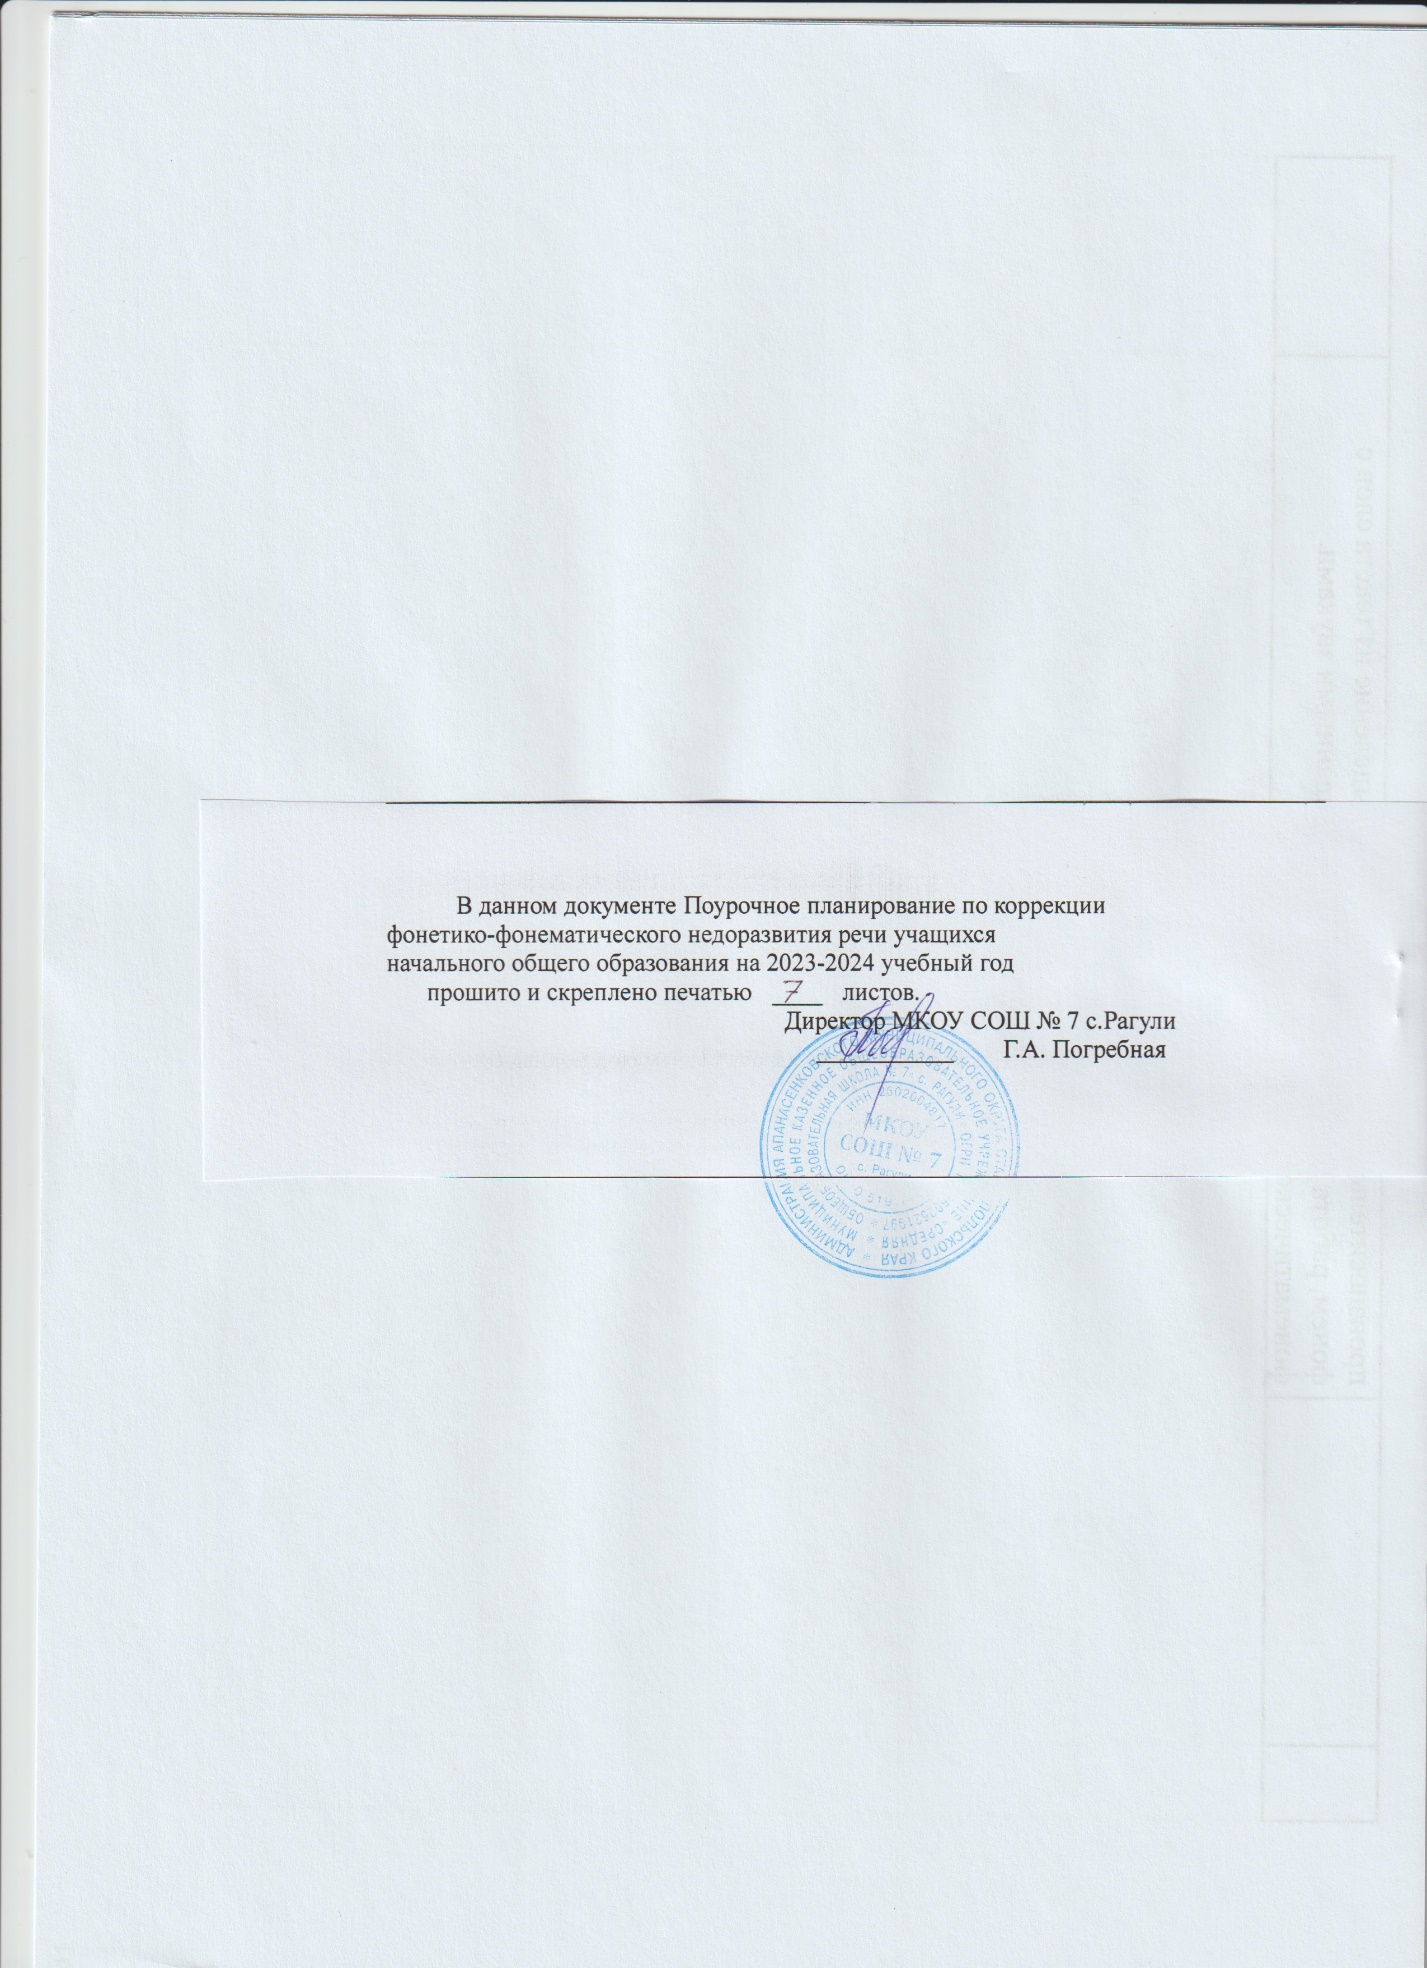 В данном документе Поурочное планирование по коррекции
фонетико-фонематического недоразвития речи учащихся
начального общего образования на 2023-2024 учебный год
прошито и скреплено печатью 7 листов.
Директор МКОУ СОШ № 7 с.Рагули
Г.А. Погребная
МКОУ
СОШ № 7
с. Рагули